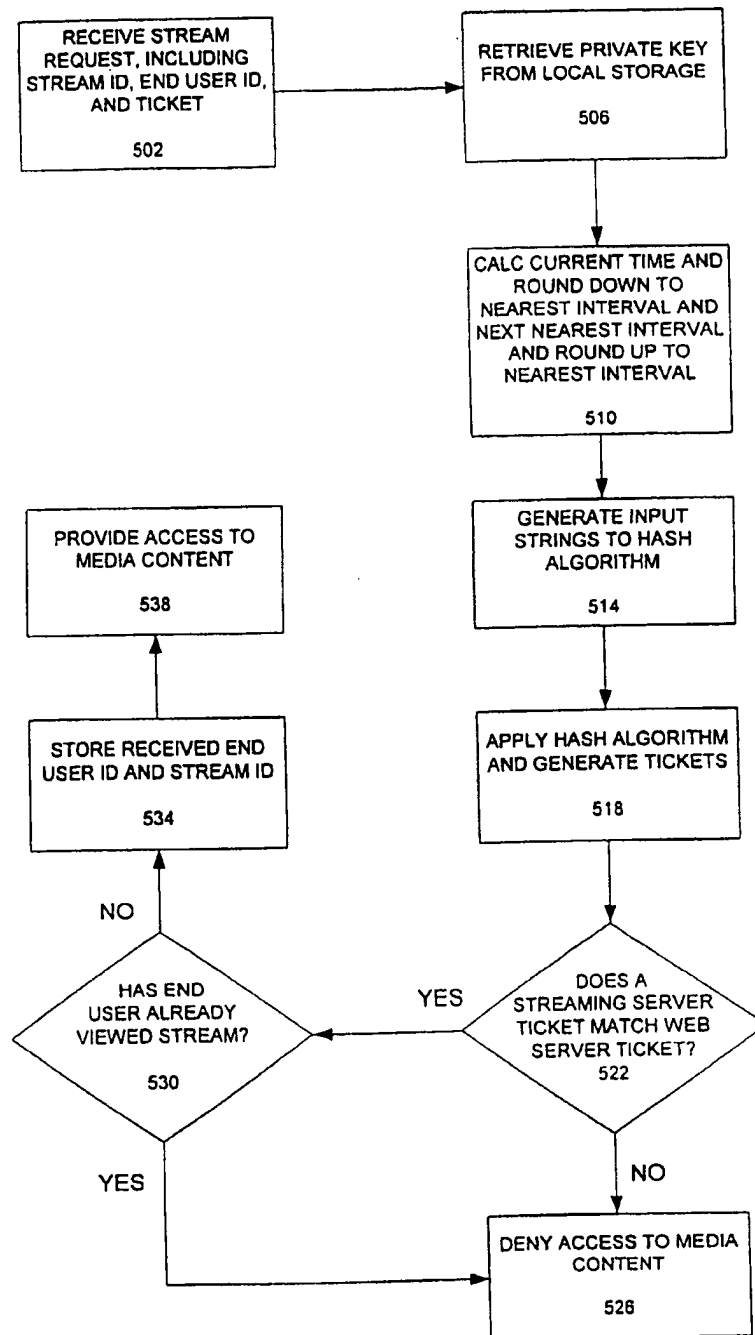 RECEIVE STREAM
REQUEST, INCLUDING
STREAM ID, END USER ID,
AND TICKET
502
RETRIEVE PRIVATE KEY
FROM LOCAL STORAGE
506
CALC CURRENT TIME AND
ROUND DOWN TO
NEAREST INTERVAL AND
NEXT NEAREST INTERVAL
AND ROUND UP TO
NEAREST INTERVAL
510
GENERATE INPUT
STRINGS TO HASH
ALGORITHM
514
APPLY HASH ALGORITHM
AND GENERATE TICKETS
518
DOES A
STREAMING SERVER
TICKET MATCH WEB
SERVER TICKET?
522
YES
NO
HAS END
USER ALREADY
VIEWED STREAM?
530
NO
YES
STORE RECEIVED END
USER ID AND STREAM ID
534
PROVIDE ACCESS TO
MEDIA CONTENT
538
DENY ACCESS TO MEDIA
CONTENT
526